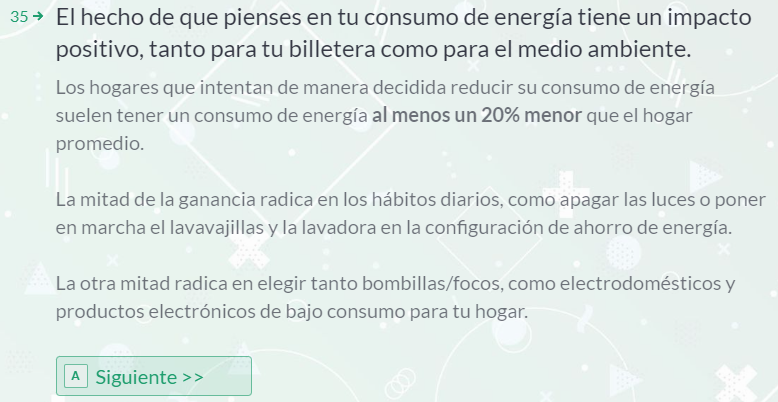 35 → El hecho de que pienses en tu consumo de energía tiene un impacto
positivo, tanto para tu billetera como para el medio ambiente.
Los hogares que intentan de manera decidida reducir su consumo de energía
suelen tener un consumo de energía al menos un 20% menor que el hogar
promedio.
La mitad de la ganancia radica en los hábitos diarios, como apagar las luces o poner
en marcha el lavavajillas y la lavadora en la configuración de ahorro de energía.
La otra mitad radica en elegir tanto bombillas/focos, como electrodomésticos y
productos electrónicos de bajo consumo para tu hogar.
A Siguiente >>